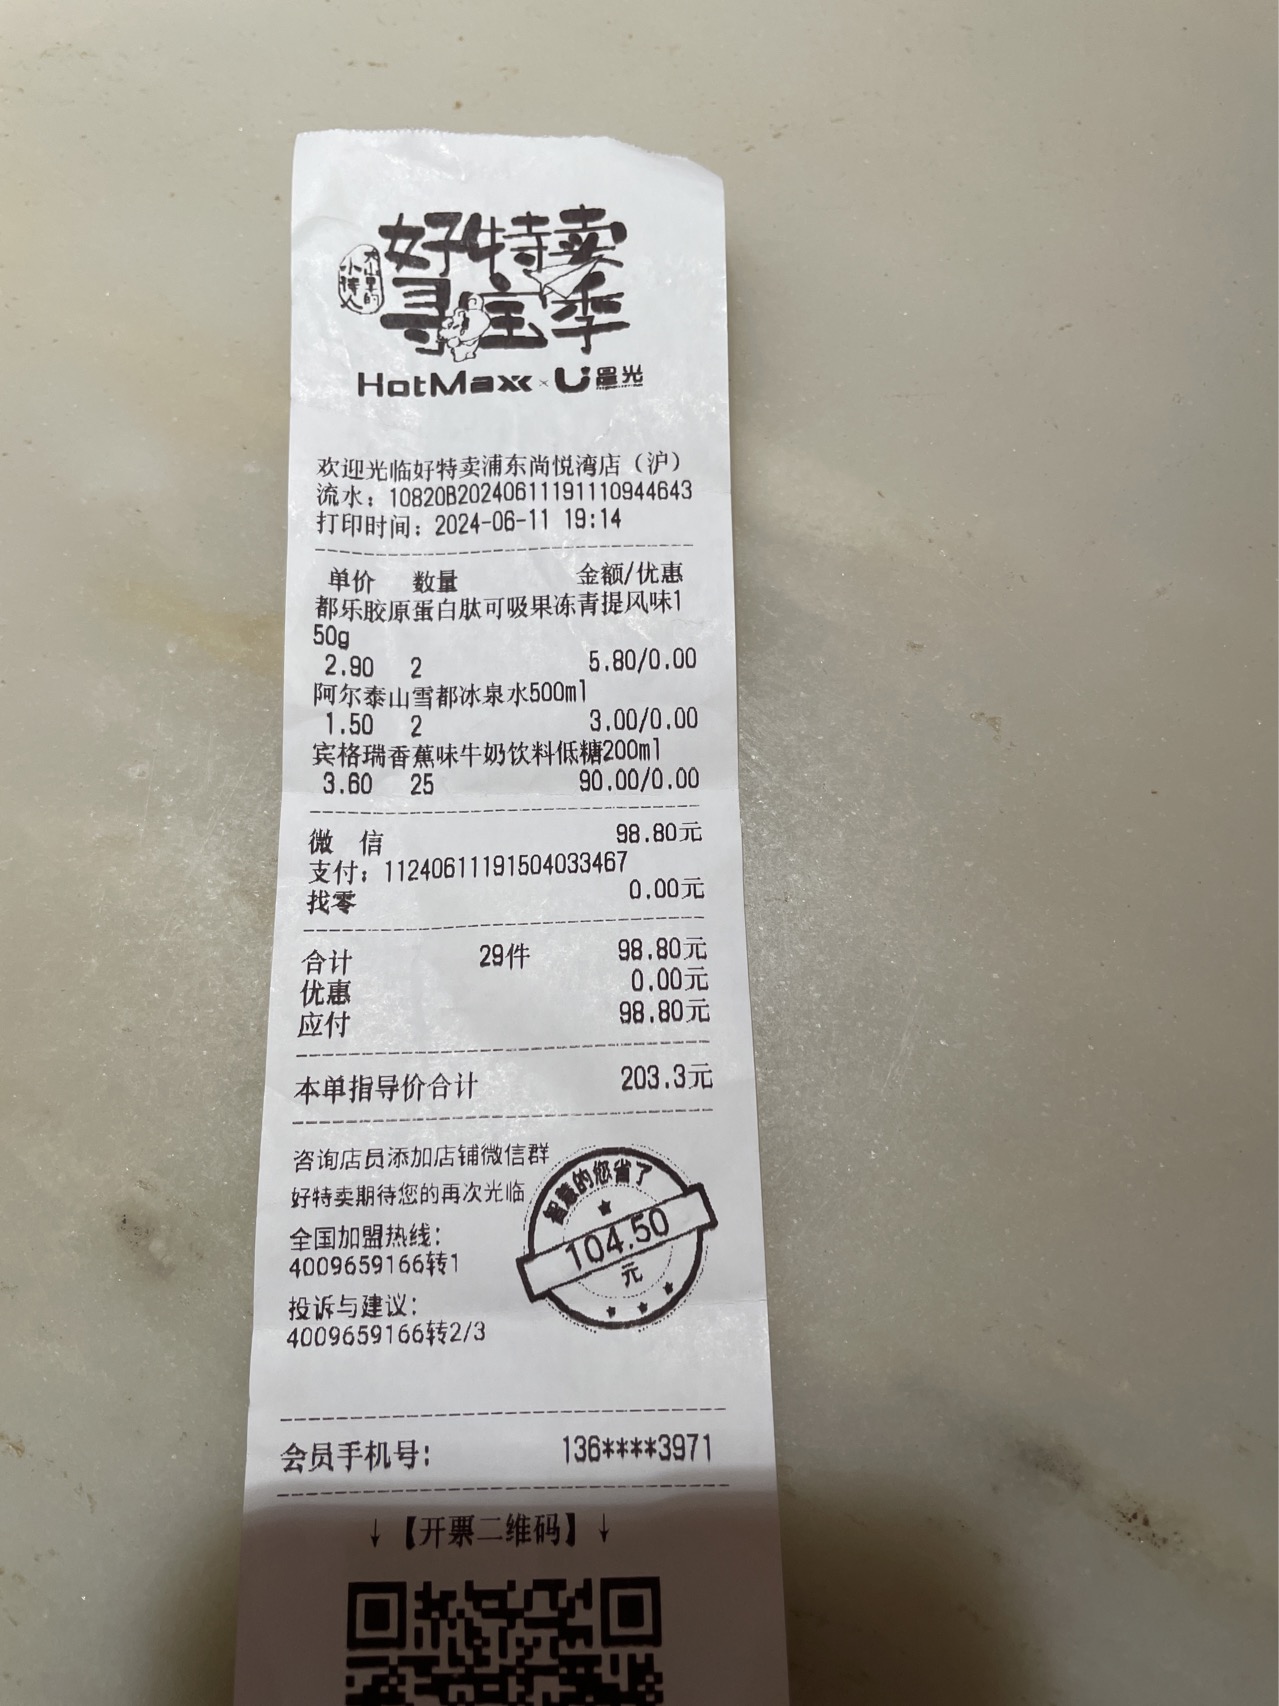 好特卖
大仓里的
小猪人
寻宝季
HotMaxx × U星光
欢迎光临好特卖浦东尚悦湾店（沪）
流水：10820B20240611191110944643
打印时间：2024-06-11 19:14
单价 数量 金额/优惠
都乐胶原蛋白肽可吸果冻青提风味1
50g
2.90 2 5.80/0.00
阿尔泰山雪都冰泉水500ml
1.50 2 3.00/0.00
宾格瑞香蕉味牛奶饮料低糖200ml
3.60 25 90.00/0.00
微 信 98.80元
支付：11240611191504033467
找零 0.00元
合计 29件 98.80元
优惠 0.00元
应付 98.80元
本单指导价合计 203.3元
咨询店员添加店铺微信群
好特卖期待您的再次光临
全国加盟热线：
4009659166转1
投诉与建议：
4009659166转2/3
智慧的您省了
104.50
元
会员手机号： 136****3971
↓【开票二维码】↓